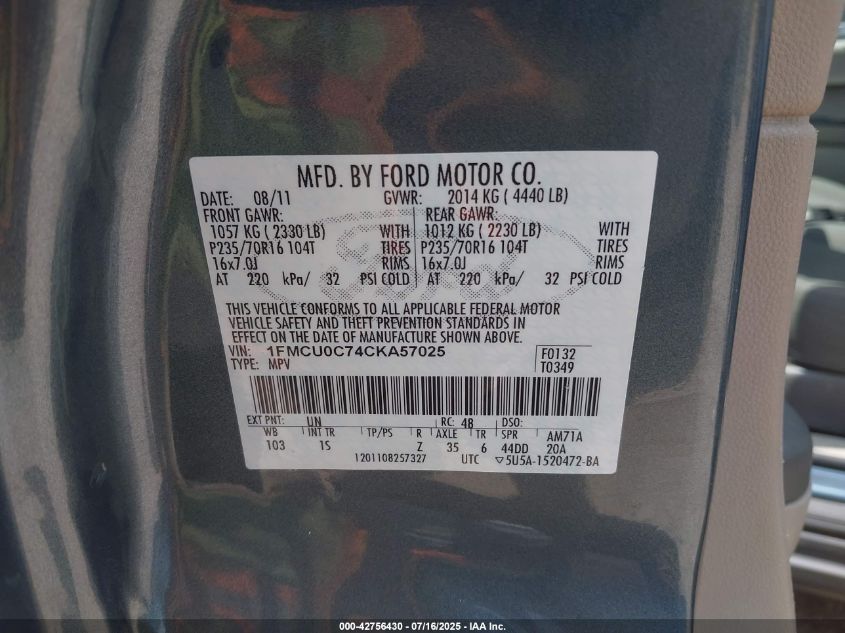 MFD. BY FORD MOTOR CO.
DATE: 08/11 GVWR: 2014 KG ( 4440 LB)
FRONT GAWR: REAR GAWR:
1057 KG ( 2330 LB) WITH 1012 KG ( 2230 LB) WITH
P235/70R16 104T TIRES P235/70R16 104T TIRES
16x7.0J RIMS 16x7.0J RIMS
AT 220 kPa/ 32 PSI COLD AT 220 kPa/ 32 PSI COLD
THIS VEHICLE CONFORMS TO ALL APPLICABLE FEDERAL MOTOR
VEHICLE SAFETY AND THEFT PREVENTION STANDARDS IN
EFFECT ON THE DATE OF MANUFACTURE SHOWN ABOVE.
VIN: 1FMCU0C74CKA57025 F0132
TYPE: MPV T0349
EXT PNT: UN RC: 48 DSO:
WB INT TR TP/PS R AXLE TR SPR AM71A
103 1S Z 35 6 44DD 20A
1201108257327 UTC ▽5U5A-1520472-BA
000-42756430 - 07/16/2025 - IAA Inc.